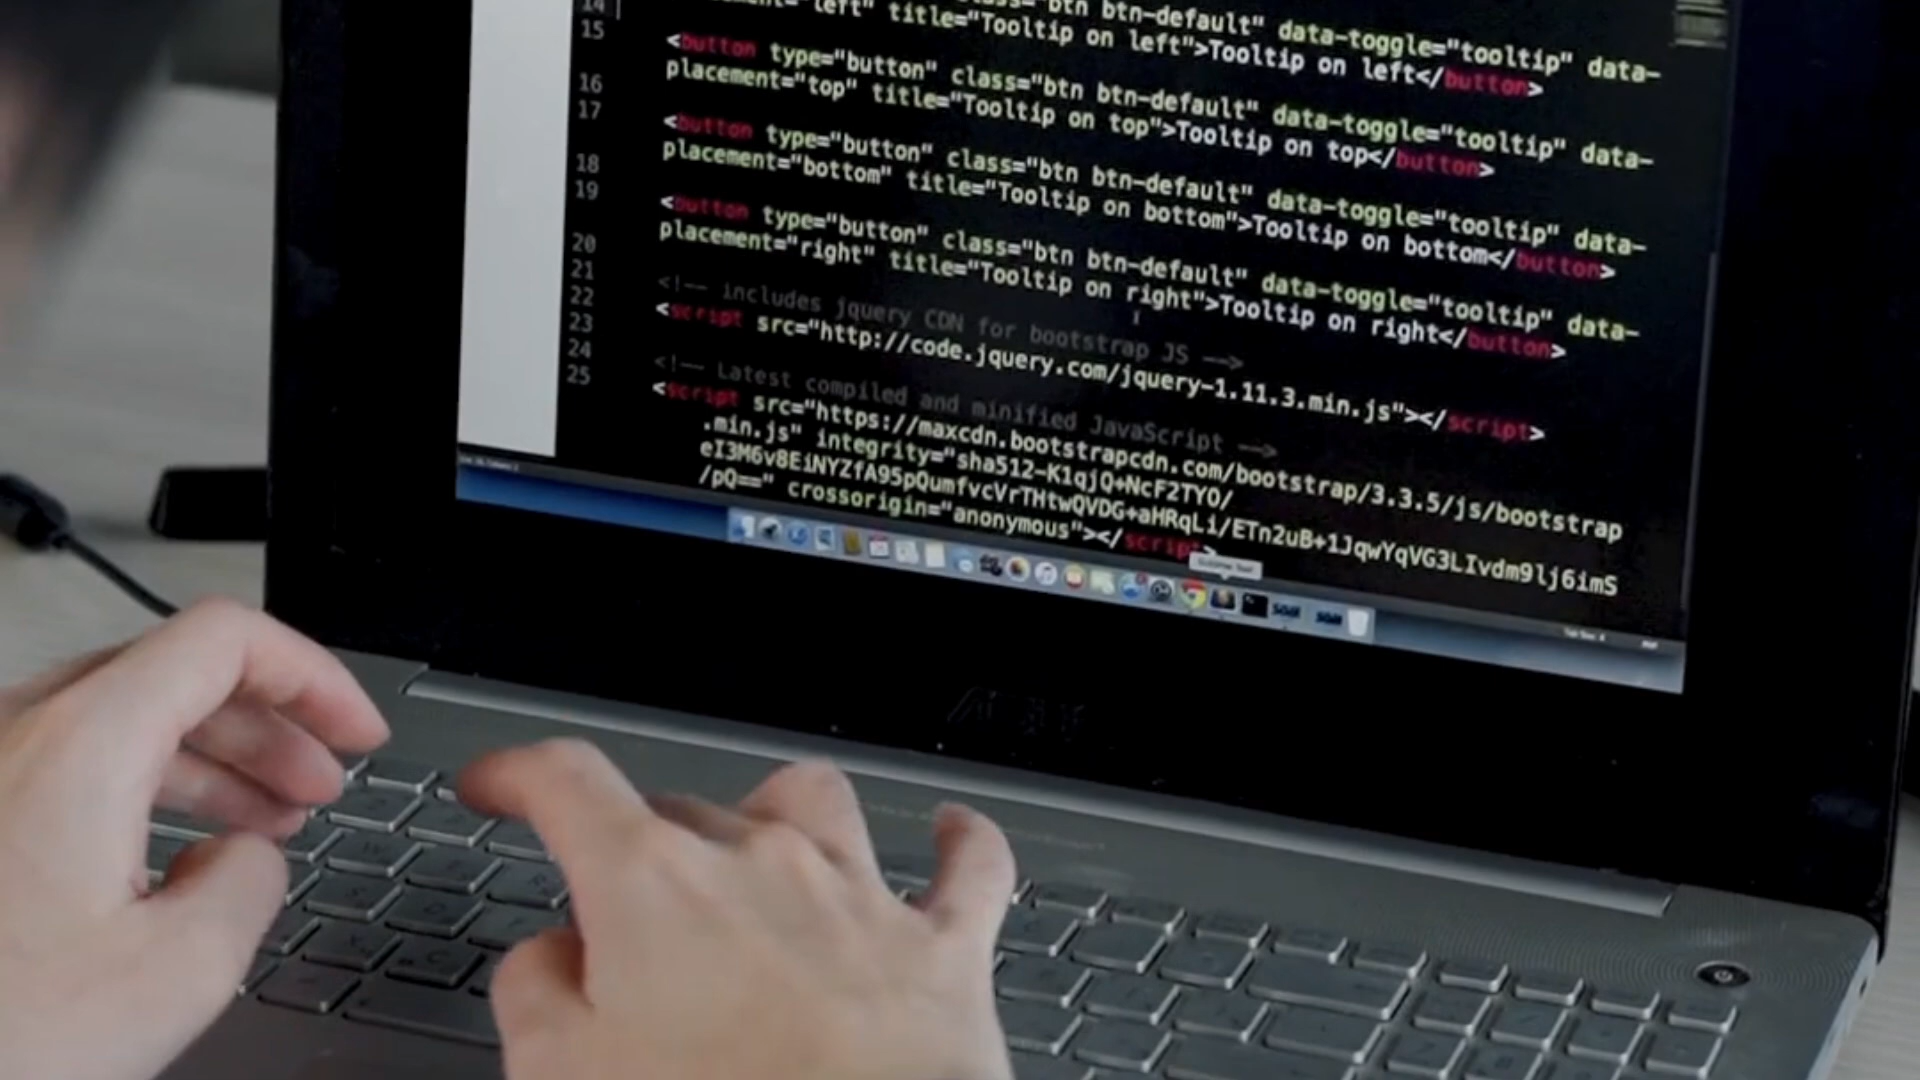 14
placement="left" title="Tooltip on left">Tooltip on left</button>
15
<button type="button" class="btn btn-default" data-toggle="tooltip" data-
placement="top" title="Tooltip on top">Tooltip on top</button>
16
17
<button type="button" class="btn btn-default" data-toggle="tooltip" data-
placement="bottom" title="Tooltip on bottom">Tooltip on bottom</button>
18
19
<button type="button" class="btn btn-default" data-toggle="tooltip" data-
placement="right" title="Tooltip on right">Tooltip on right</button>
20
21
22 <!-- includes jquery CDN for bootstrap JS -->
23 <script src="http://code.jquery.com/jquery-1.11.3.min.js"></script>
24 <!-- Latest compiled and minified JavaScript -->
25 <script src="https://maxcdn.bootstrapcdn.com/bootstrap/3.3.5/js/bootstrap
.min.js" integrity="sha512-K1qjQ+NcF2TYO/
eI3M6v8EiNYZfA95pQumfvcVrTHtwQVDG+aHRqLi/ETn2uB+1JqwYqVG3LIvdm9lj6imS
/pQ==" crossorigin="anonymous"></script>